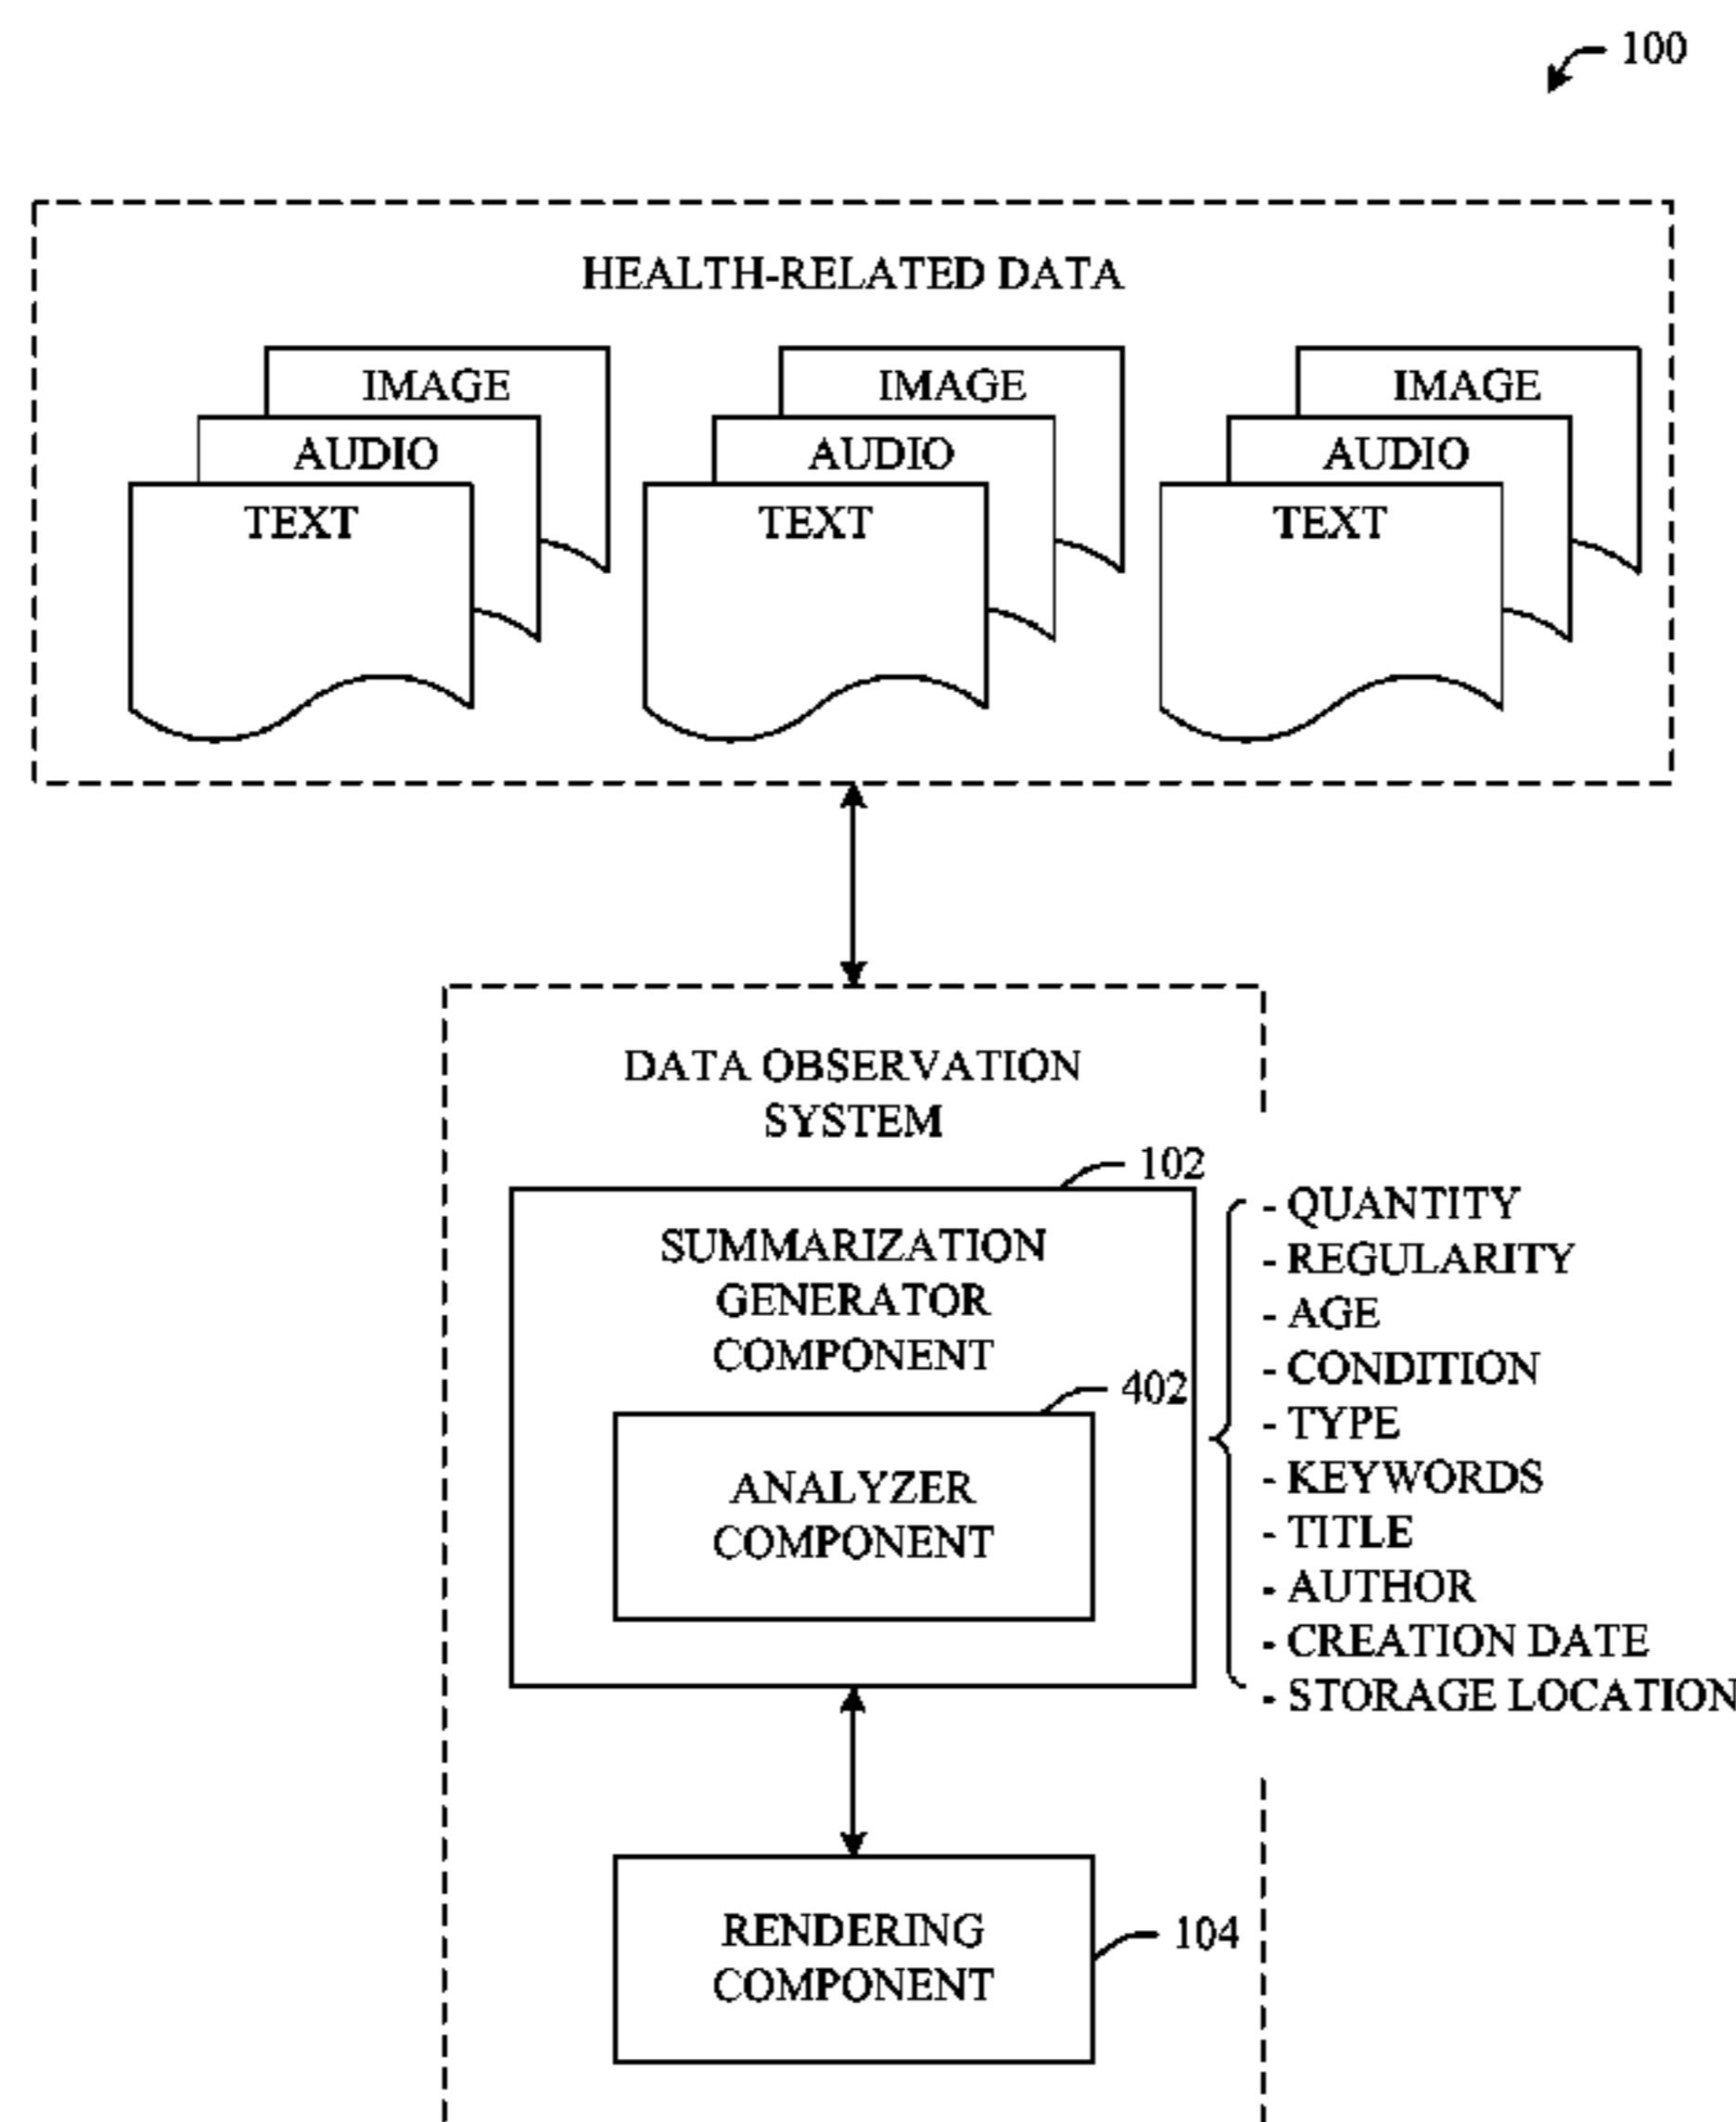 100
HEALTH-RELATED DATA
IMAGE IMAGE IMAGE
AUDIO AUDIO AUDIO
TEXT TEXT TEXT
DATA OBSERVATION
SYSTEM
102
SUMMARIZATION
GENERATOR
COMPONENT
402
ANALYZER
COMPONENT
- QUANTITY
- REGULARITY
- AGE
- CONDITION
- TYPE
- KEYWORDS
- TITLE
- AUTHOR
- CREATION DATE
- STORAGE LOCATION
RENDERING
COMPONENT
104